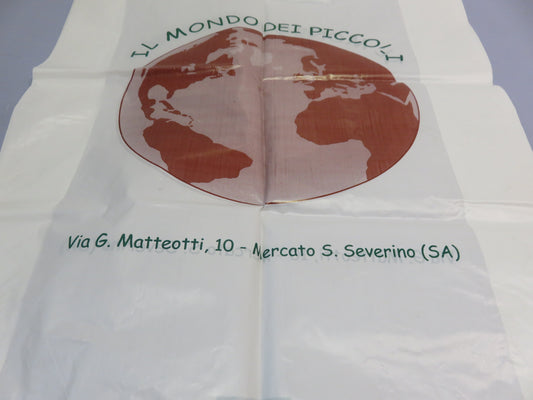 IL MONDO DEI PICCOLI
Via G. Matteotti, 10 - Mercato S. Severino (SA)